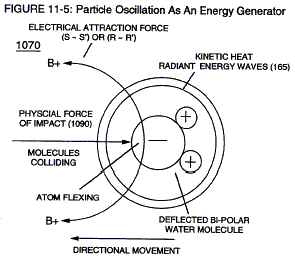 FIGURE 11-5: Particle Oscillation As An Energy Generator
ELECTRICAL ATTRACTION FORCE
(S ~ S') OR (R ~ R')
1070
B+
KINETIC HEAT
RADIANT ENERGY WAVES (165)
PHYSCIAL FORCE
OF IMPACT (1090)
MOLECULES
COLLIDING
ATOM FLEXING
B+
DEFLECTED BI-POLAR
WATER MOLECULE
DIRECTIONAL MOVEMENT
+
−
+